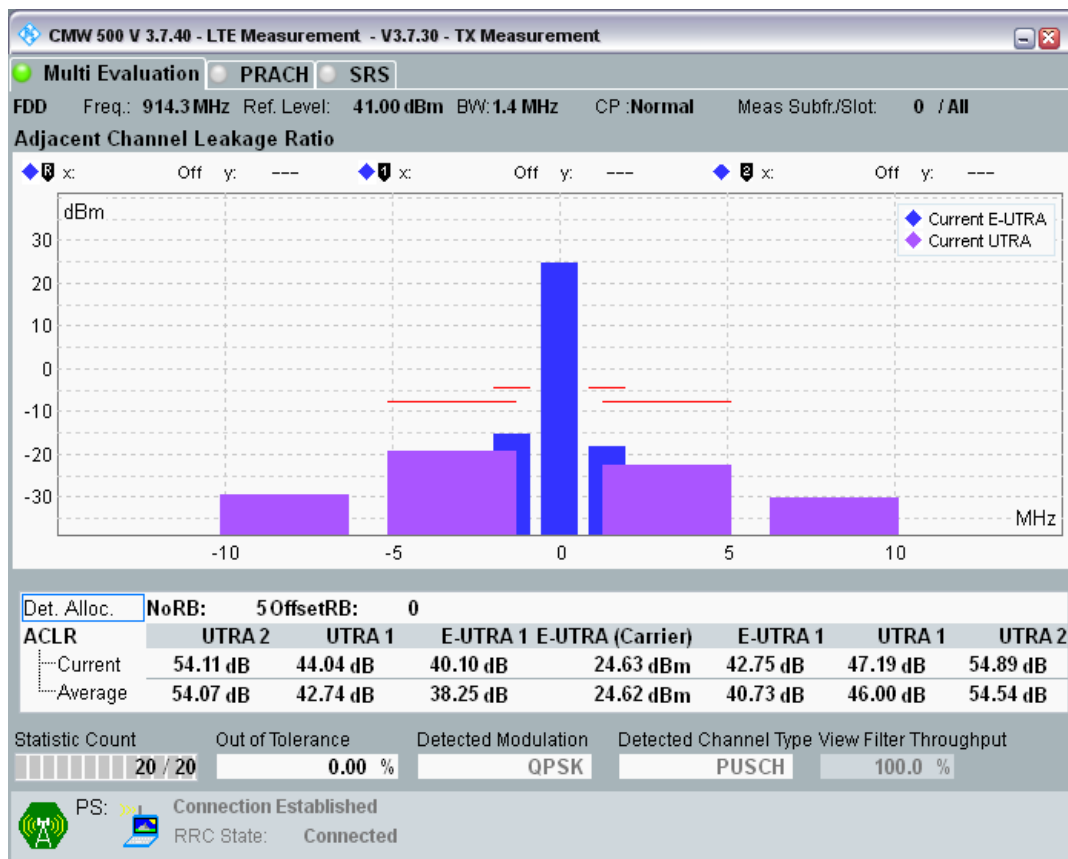 CMW 500 V 3.7.40 - LTE Measurement - V3.7.30 - TX Measurement
Multi Evaluation PRACH SRS
FDD Freq.: 914.3 MHz Ref. Level: 41.00 dBm BW: 1.4 MHz CP :Normal Meas Subfr./Slot: 0 / All
Adjacent Channel Leakage Ratio
R x: Off y: --- 1 x: Off y: --- 2 x: Off y: ---
dBm
Current E-UTRA
Current UTRA
30
20
10
0
-10
-20
-30
MHz
-10 -5 0 5 10
Det. Alloc. NoRB: 5 OffsetRB: 0
ACLR UTRA 2 UTRA 1 E-UTRA 1 E-UTRA (Carrier) E-UTRA 1 UTRA 1 UTRA 2
Current 54.11 dB 44.04 dB 40.10 dB 24.63 dBm 42.75 dB 47.19 dB 54.89 dB
Average 54.07 dB 42.74 dB 38.25 dB 24.62 dBm 40.73 dB 46.00 dB 54.54 dB
Statistic Count Out of Tolerance Detected Modulation Detected Channel Type View Filter Throughput
20 / 20 0.00 % QPSK PUSCH 100.0 %
PS: Connection Established
RRC State: Connected